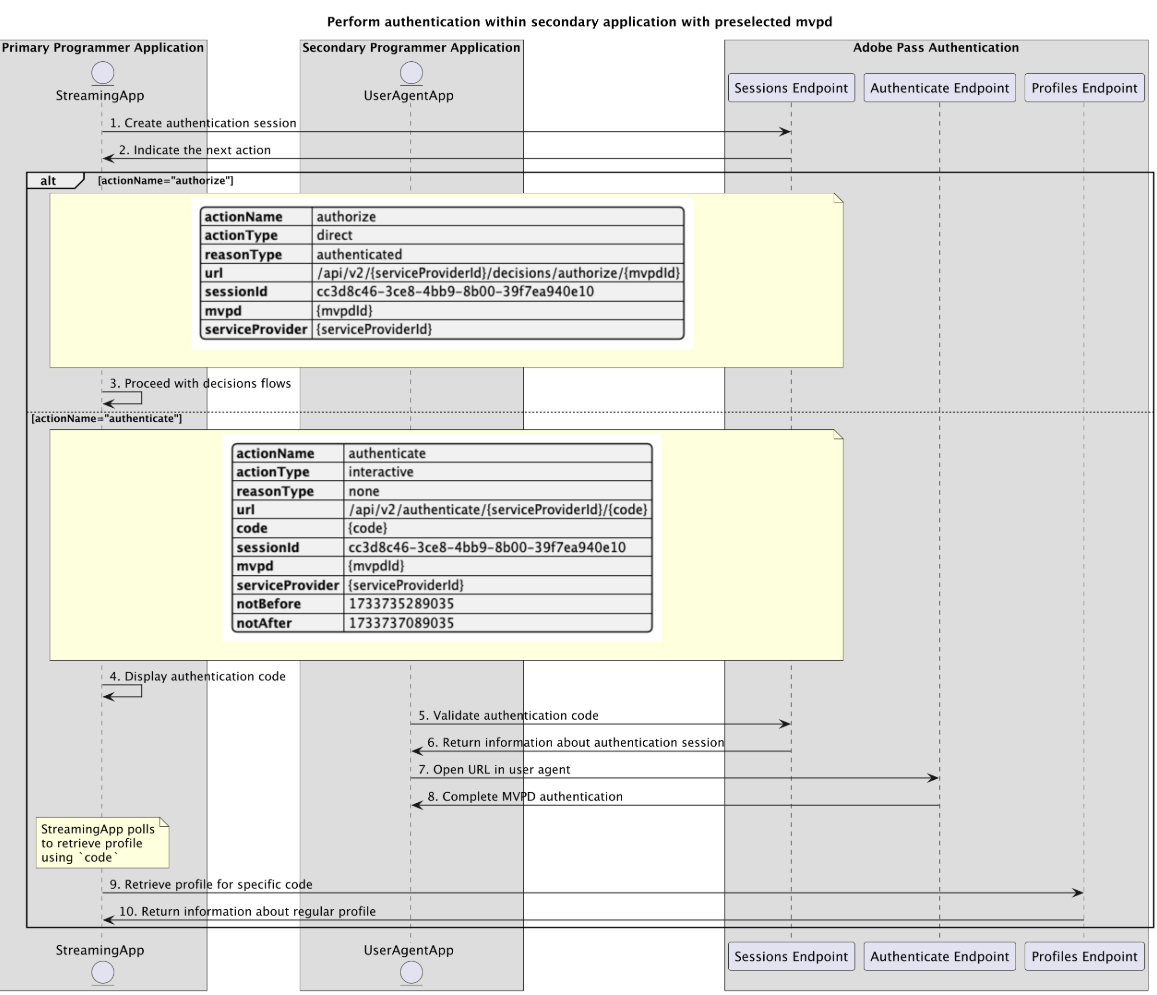 Perform authentication within secondary application with preselected mvpd
Primary Programmer Application
Secondary Programmer Application
Adobe Pass Authentication
StreamingApp
UserAgentApp
Sessions Endpoint
Authenticate Endpoint
Profiles Endpoint
1. Create authentication session
2. Indicate the next action
alt [actionName="authorize"]
actionName authorize
actionType direct
reasonType authenticated
url /api/v2/{serviceProviderId}/decisions/authorize/{mvpdId}
sessionId cc3d8c46-3ce8-4bb9-8b00-39f7ea940e10
mvpd {mvpdId}
serviceProvider {serviceProviderId}
3. Proceed with decisions flows
[actionName="authenticate"]
actionName authenticate
actionType interactive
reasonType none
url /api/v2/authenticate/{serviceProviderId}/{code}
code {code}
sessionId cc3d8c46-3ce8-4bb9-8b00-39f7ea940e10
mvpd {mvpdId}
serviceProvider {serviceProviderId}
notBefore 1733735289035
notAfter 1733737089035
4. Display authentication code
5. Validate authentication code
6. Return information about authentication session
7. Open URL in user agent
8. Complete MVPD authentication
StreamingApp polls
to retrieve profile
using `code`
9. Retrieve profile for specific code
10. Return information about regular profile
StreamingApp
UserAgentApp
Sessions Endpoint
Authenticate Endpoint
Profiles Endpoint